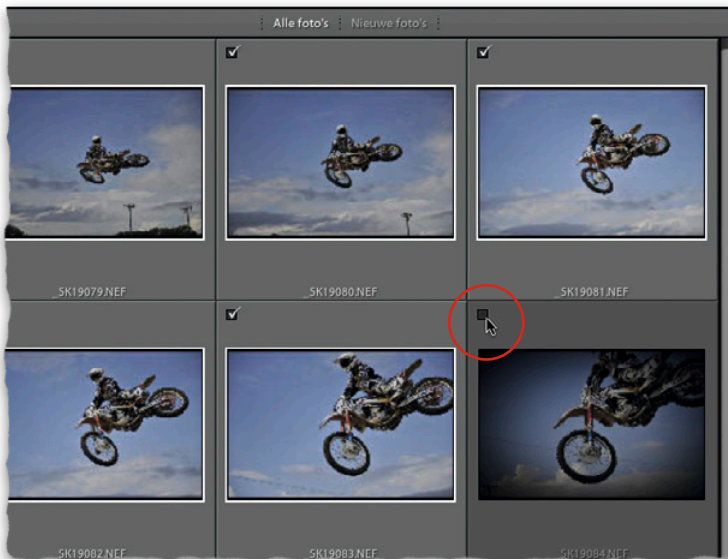 Alle foto's Nieuwe foto's
_SK19079.NEF
_SK19080.NEF
_SK19081.NEF
_SK19082.NEF
_SK19083.NEF
_SK19084.NEF